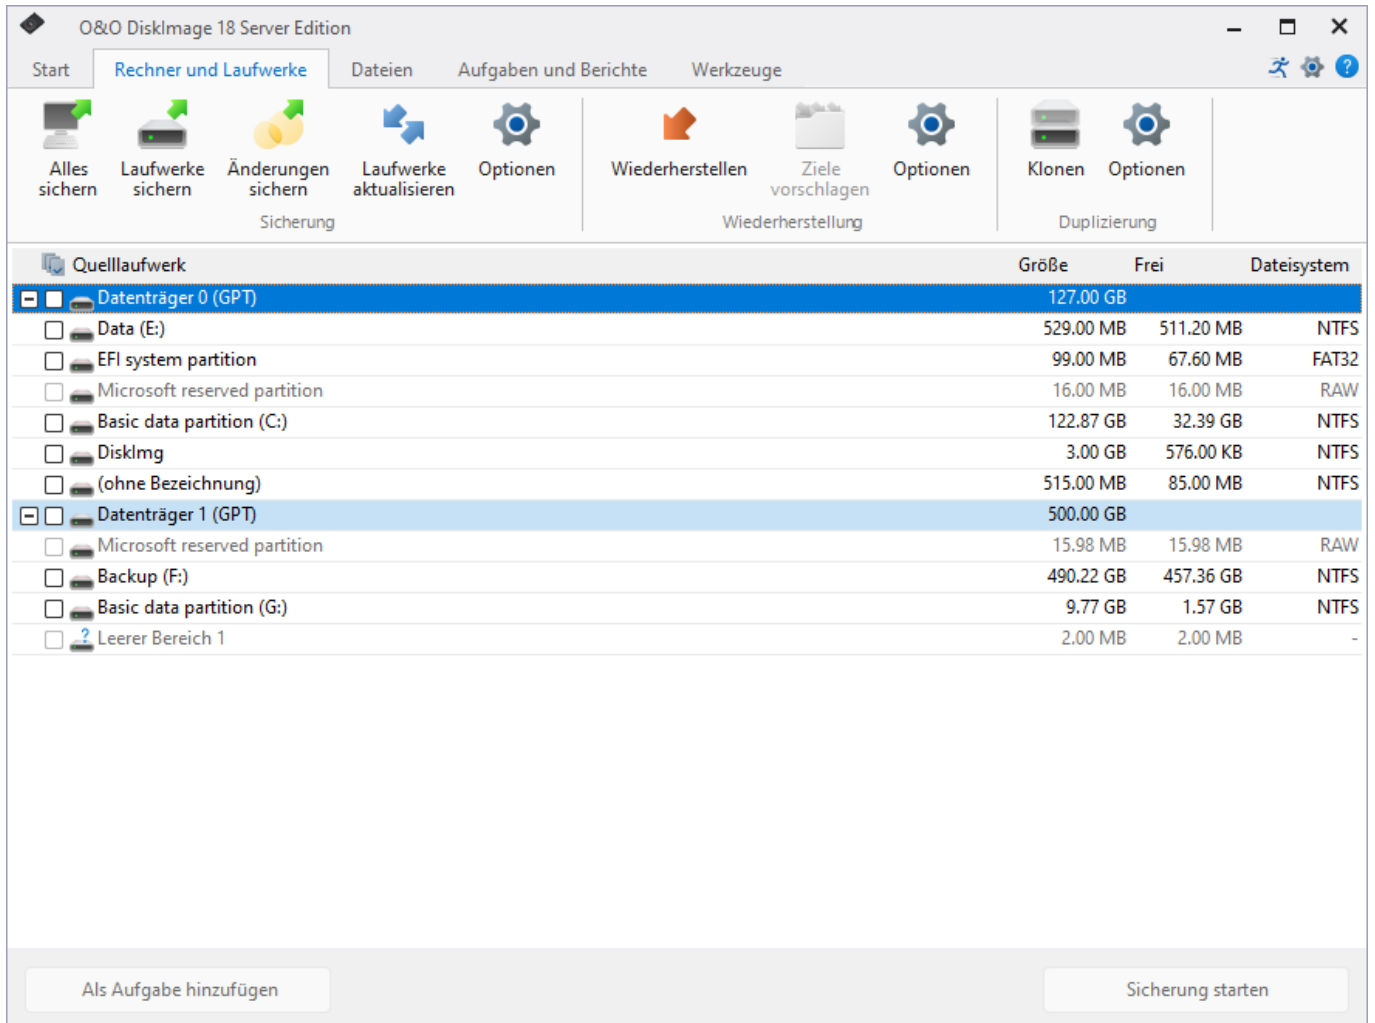 O&O DiskImage 18 Server Edition
Start Rechner und Laufwerke Dateien Aufgaben und Berichte Werkzeuge
Alles sichern Laufwerke sichern Änderungen sichern Laufwerke aktualisieren Optionen Wiederherstellen Ziele vorschlagen Optionen Klonen Optionen
Sicherung Wiederherstellung Duplizierung
Quelllaufwerk Größe Frei Dateisystem
Datenträger 0 (GPT) 127.00 GB
Data (E:) 529.00 MB 511.20 MB NTFS
EFI system partition 99.00 MB 67.60 MB FAT32
Microsoft reserved partition 16.00 MB 16.00 MB RAW
Basic data partition (C:) 122.87 GB 32.39 GB NTFS
DiskImg 3.00 GB 576.00 KB NTFS
(ohne Bezeichnung) 515.00 MB 85.00 MB NTFS
Datenträger 1 (GPT) 500.00 GB
Microsoft reserved partition 15.98 MB 15.98 MB RAW
Backup (F:) 490.22 GB 457.36 GB NTFS
Basic data partition (G:) 9.77 GB 1.57 GB NTFS
Leerer Bereich 1 2.00 MB 2.00 MB -
Als Aufgabe hinzufügen Sicherung starten